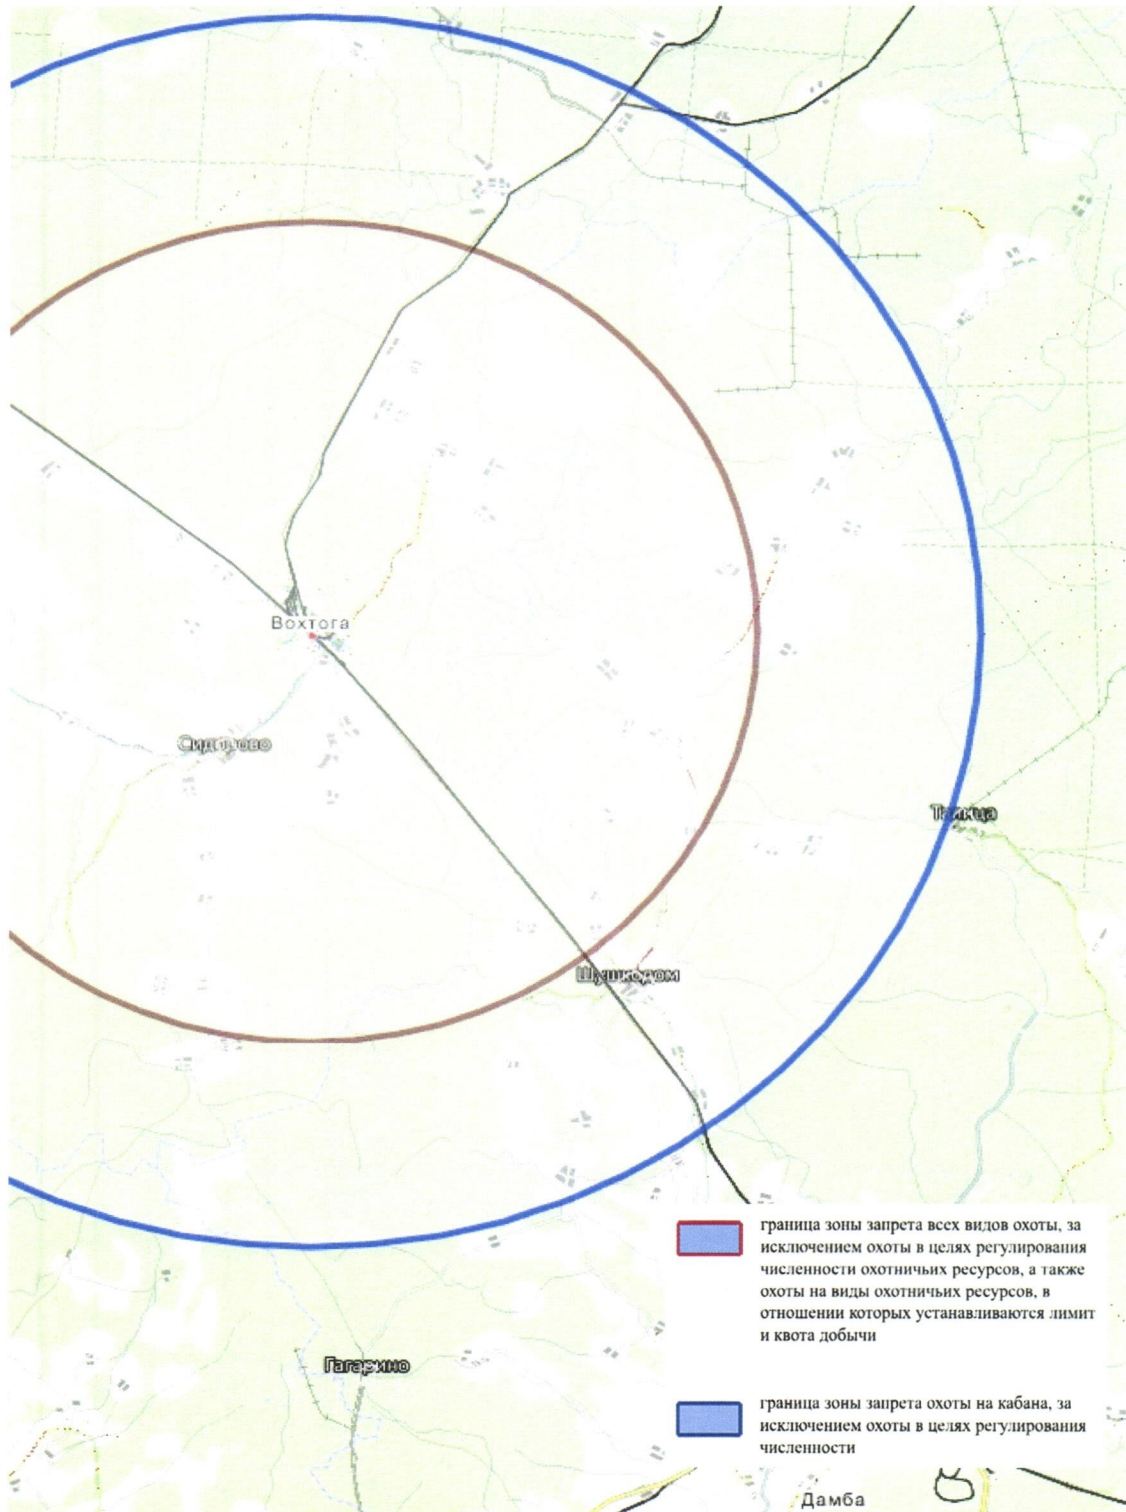 Вохтога
Сидорово
Талица
Шушкодом
граница зоны запрета всех видов охоты, за
исключением охоты в целях регулирования
численности охотничьих ресурсов, а также
охоты на виды охотничьих ресурсов, в
отношении которых устанавливаются лимит
и квота добычи
Гагарино
граница зоны запрета охоты на кабана, за
исключением охоты в целях регулирования
численности
Дамба